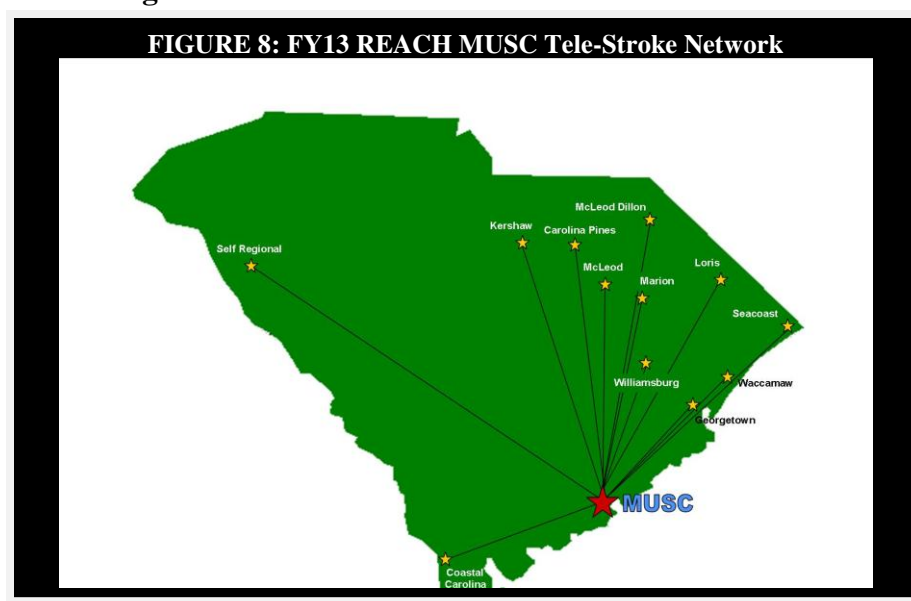 FIGURE 8: FY13 REACH MUSC Tele-Stroke Network
McLeod Dillon
Kershaw
Carolina Pines
Self Regional
McLeod
Loris
Marion
Seacoast
Williamsburg
Waccamaw
Georgetown
MUSC
Coastal
Carolina